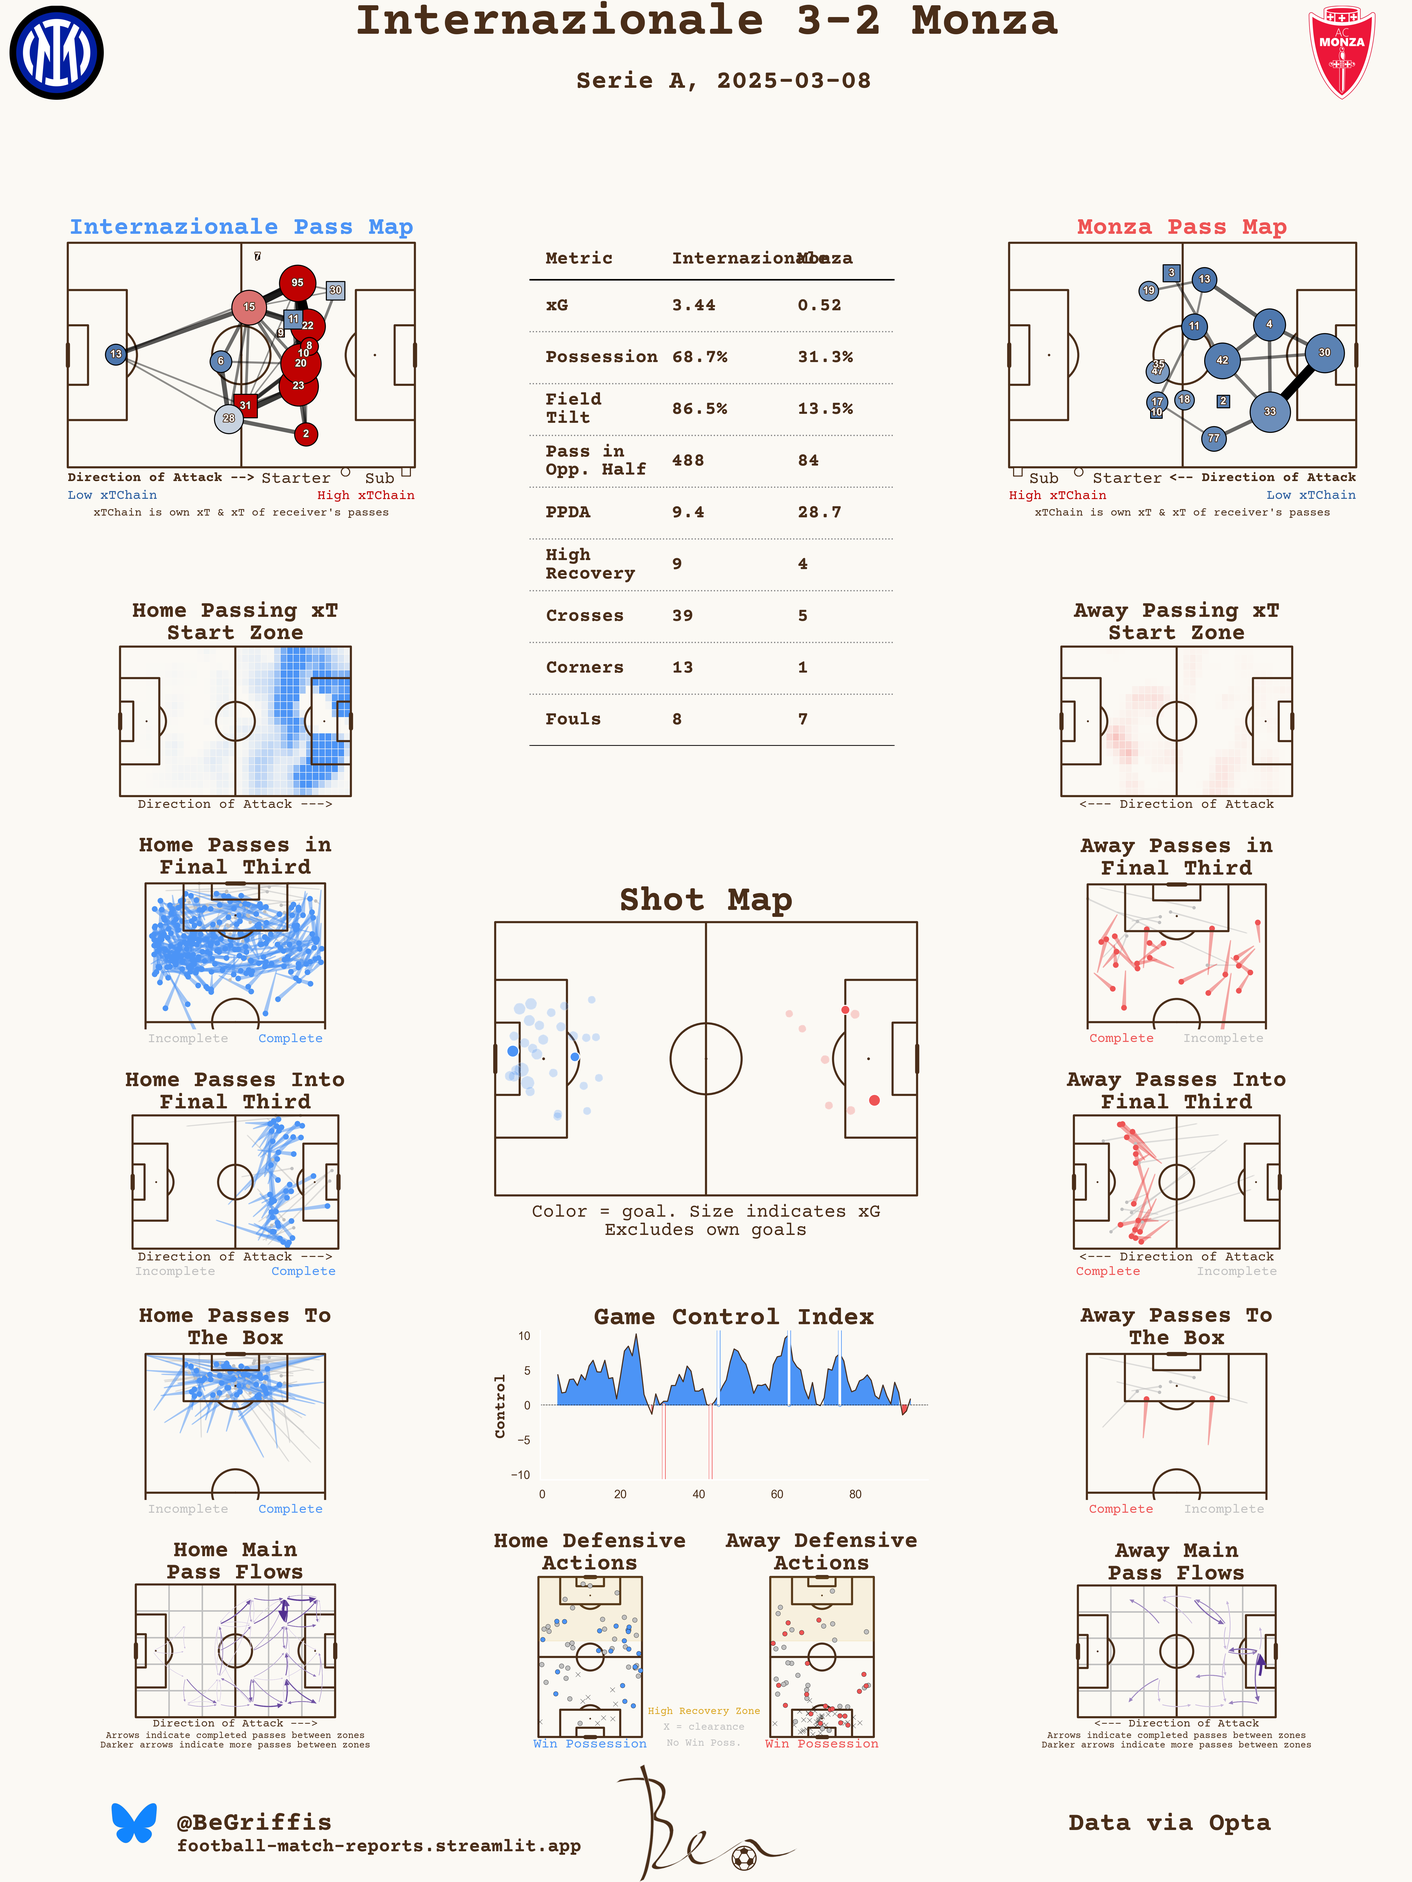 Internazionale 3-2 Monza
Serie A, 2025-03-08
AC
MONZA
Internazionale Pass Map
7
95
30
15
11
22
9
8
13
10
6
20
23
31
28
2
Direction of Attack --> Starter Sub
Low xTChain High xTChain
xTChain is own xT & xT of receiver's passes
Metric Internazionale Monza
xG 3.44 0.52
Possession 68.7% 31.3%
Field
Tilt 86.5% 13.5%
Pass in
Opp. Half 488 84
PPDA 9.4 28.7
High
Recovery 9 4
Crosses 39 5
Corners 13 1
Fouls 8 7
Monza Pass Map
3
13
19
11
4
30
42
35
47
17
18
2
10
33
77
Sub Starter <-- Direction of Attack
High xTChain Low xTChain
xTChain is own xT & xT of receiver's passes
Home Passing xT
Start Zone
Direction of Attack --->
Away Passing xT
Start Zone
<--- Direction of Attack
Home Passes in
Final Third
Incomplete Complete
Away Passes in
Final Third
Complete Incomplete
Shot Map
Color = goal. Size indicates xG
Excludes own goals
Home Passes Into
Final Third
Direction of Attack --->
Incomplete Complete
Away Passes Into
Final Third
<--- Direction of Attack
Complete Incomplete
Home Passes To
The Box
Incomplete Complete
Game Control Index
Control
10
5
0
−5
−10
0 20 40 60 80
Away Passes To
The Box
Complete Incomplete
Home Main
Pass Flows
Direction of Attack --->
Arrows indicate completed passes between zones
Darker arrows indicate more passes between zones
Home Defensive
Actions
Win Possession
High Recovery Zone
X = clearance
No Win Poss.
Away Defensive
Actions
Win Possession
Away Main
Pass Flows
<--- Direction of Attack
Arrows indicate completed passes between zones
Darker arrows indicate more passes between zones
@BeGriffis
football-match-reports.streamlit.app
Ben
Data via Opta